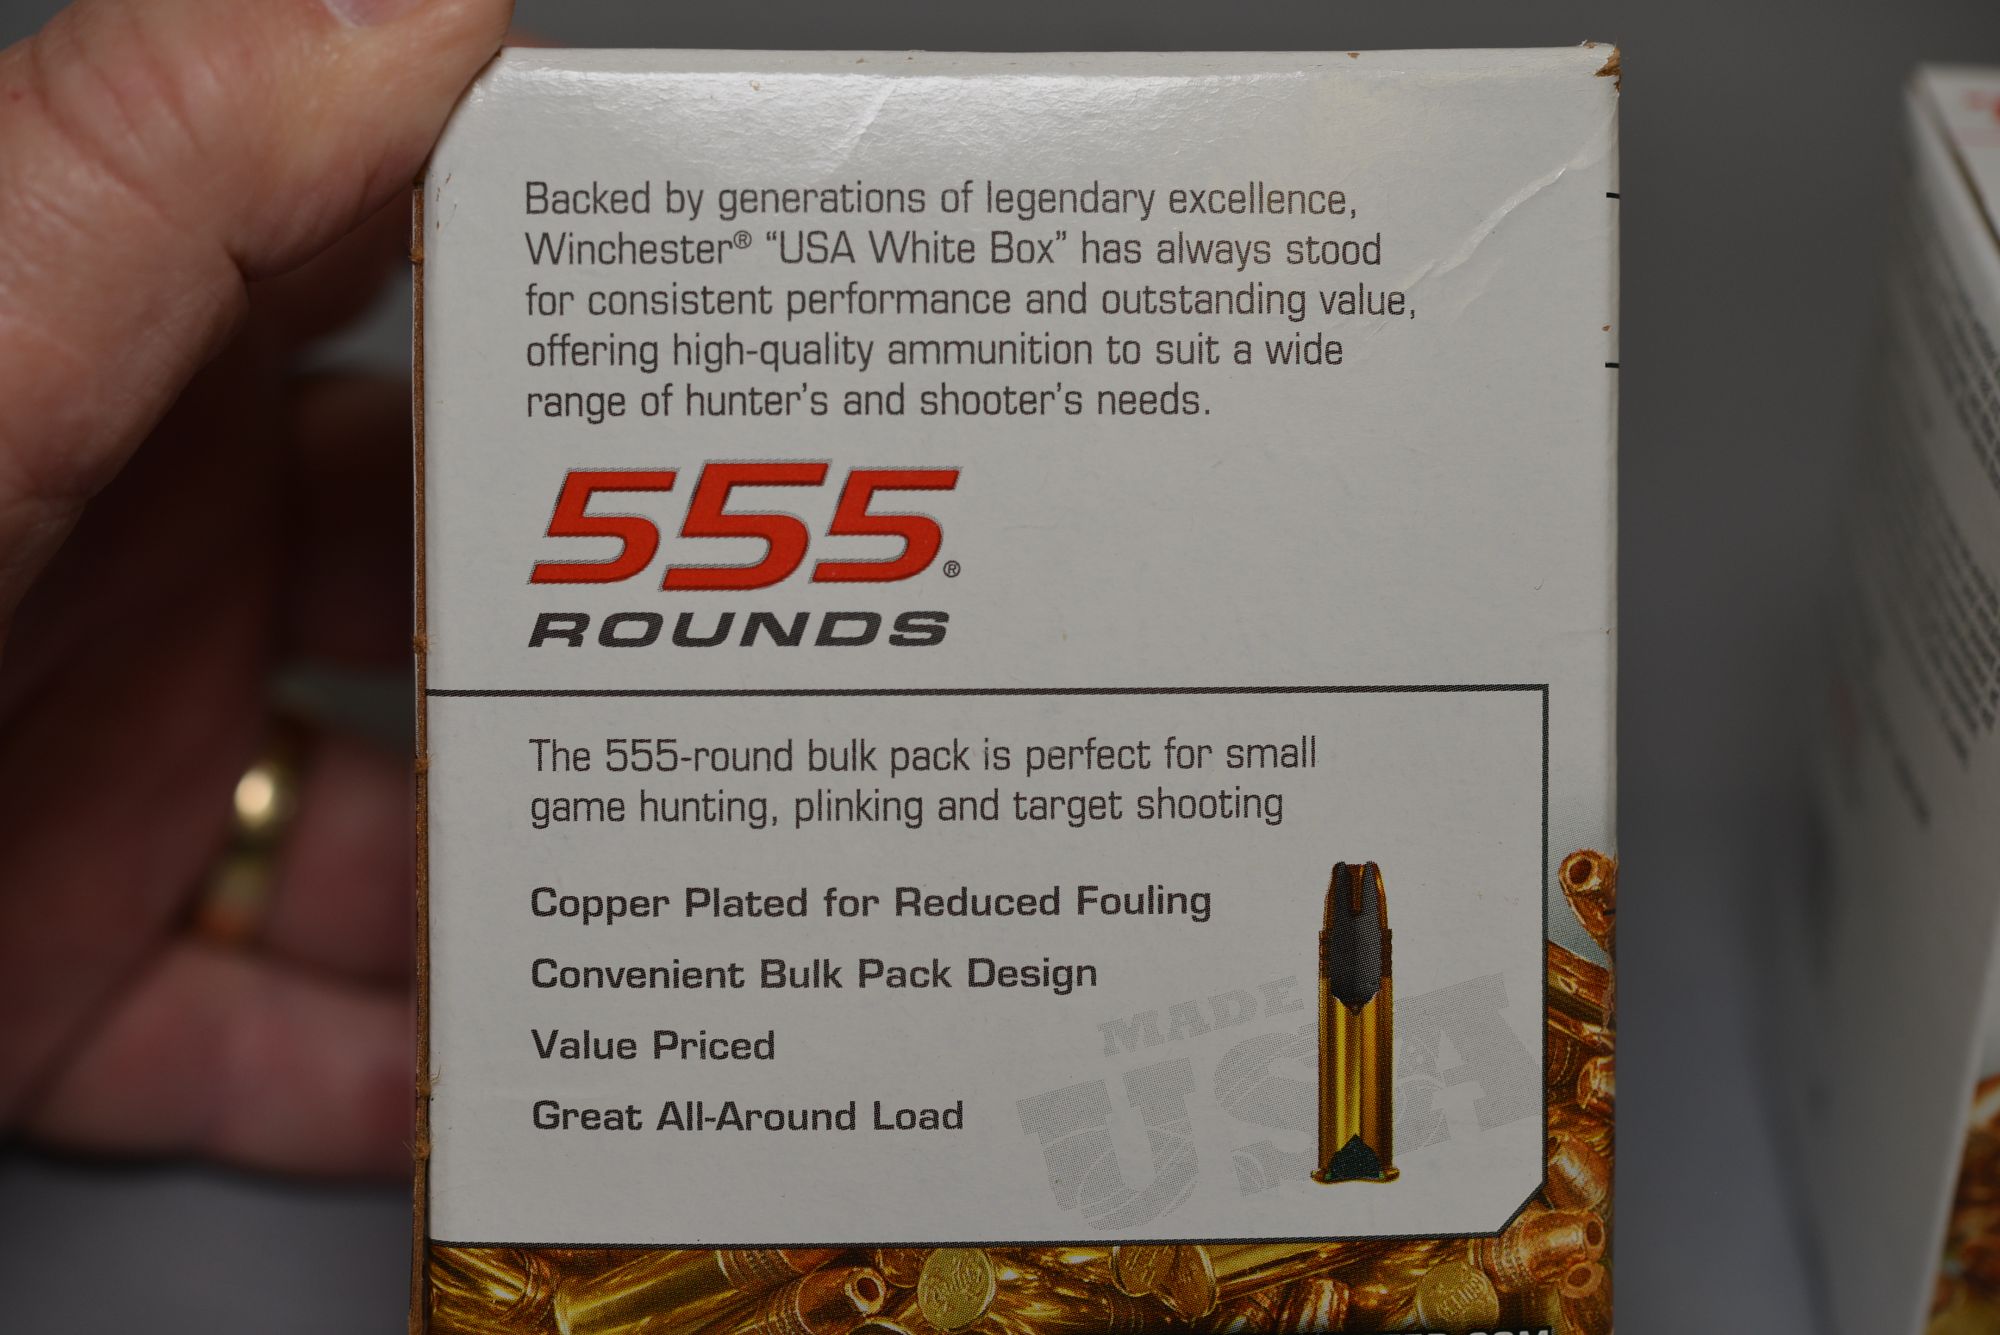 Backed by generations of legendary excellence,
Winchester® “USA White Box” has always stood
for consistent performance and outstanding value,
offering high-quality ammunition to suit a wide
range of hunter's and shooter's needs.
555®
ROUNDS
The 555-round bulk pack is perfect for small
game hunting, plinking and target shooting
Copper Plated for Reduced Fouling
Convenient Bulk Pack Design
Value Priced
Great All-Around Load
MADE
USA